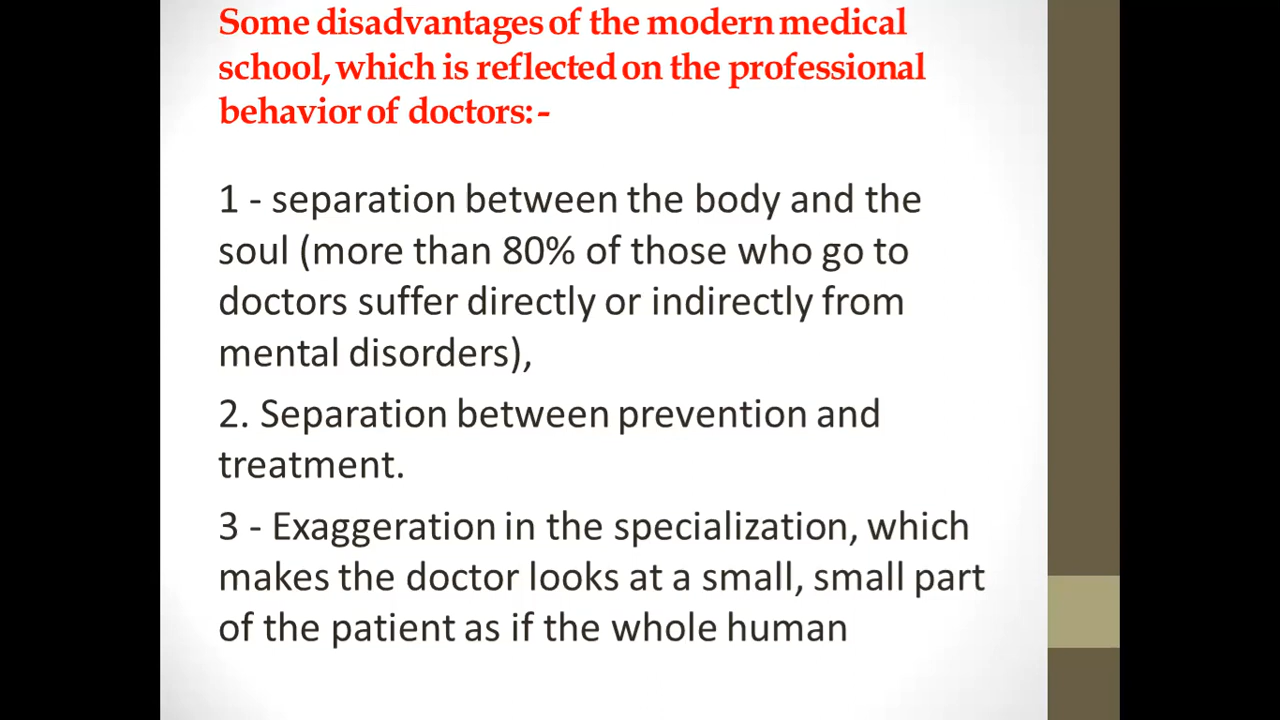 Some disadvantages of the modern medical
school, which is reflected on the professional
behavior of doctors:-
1 - separation between the body and the
soul (more than 80% of those who go to
doctors suffer directly or indirectly from
mental disorders),
2. Separation between prevention and
treatment.
3 - Exaggeration in the specialization, which
makes the doctor looks at a small, small part
of the patient as if the whole human